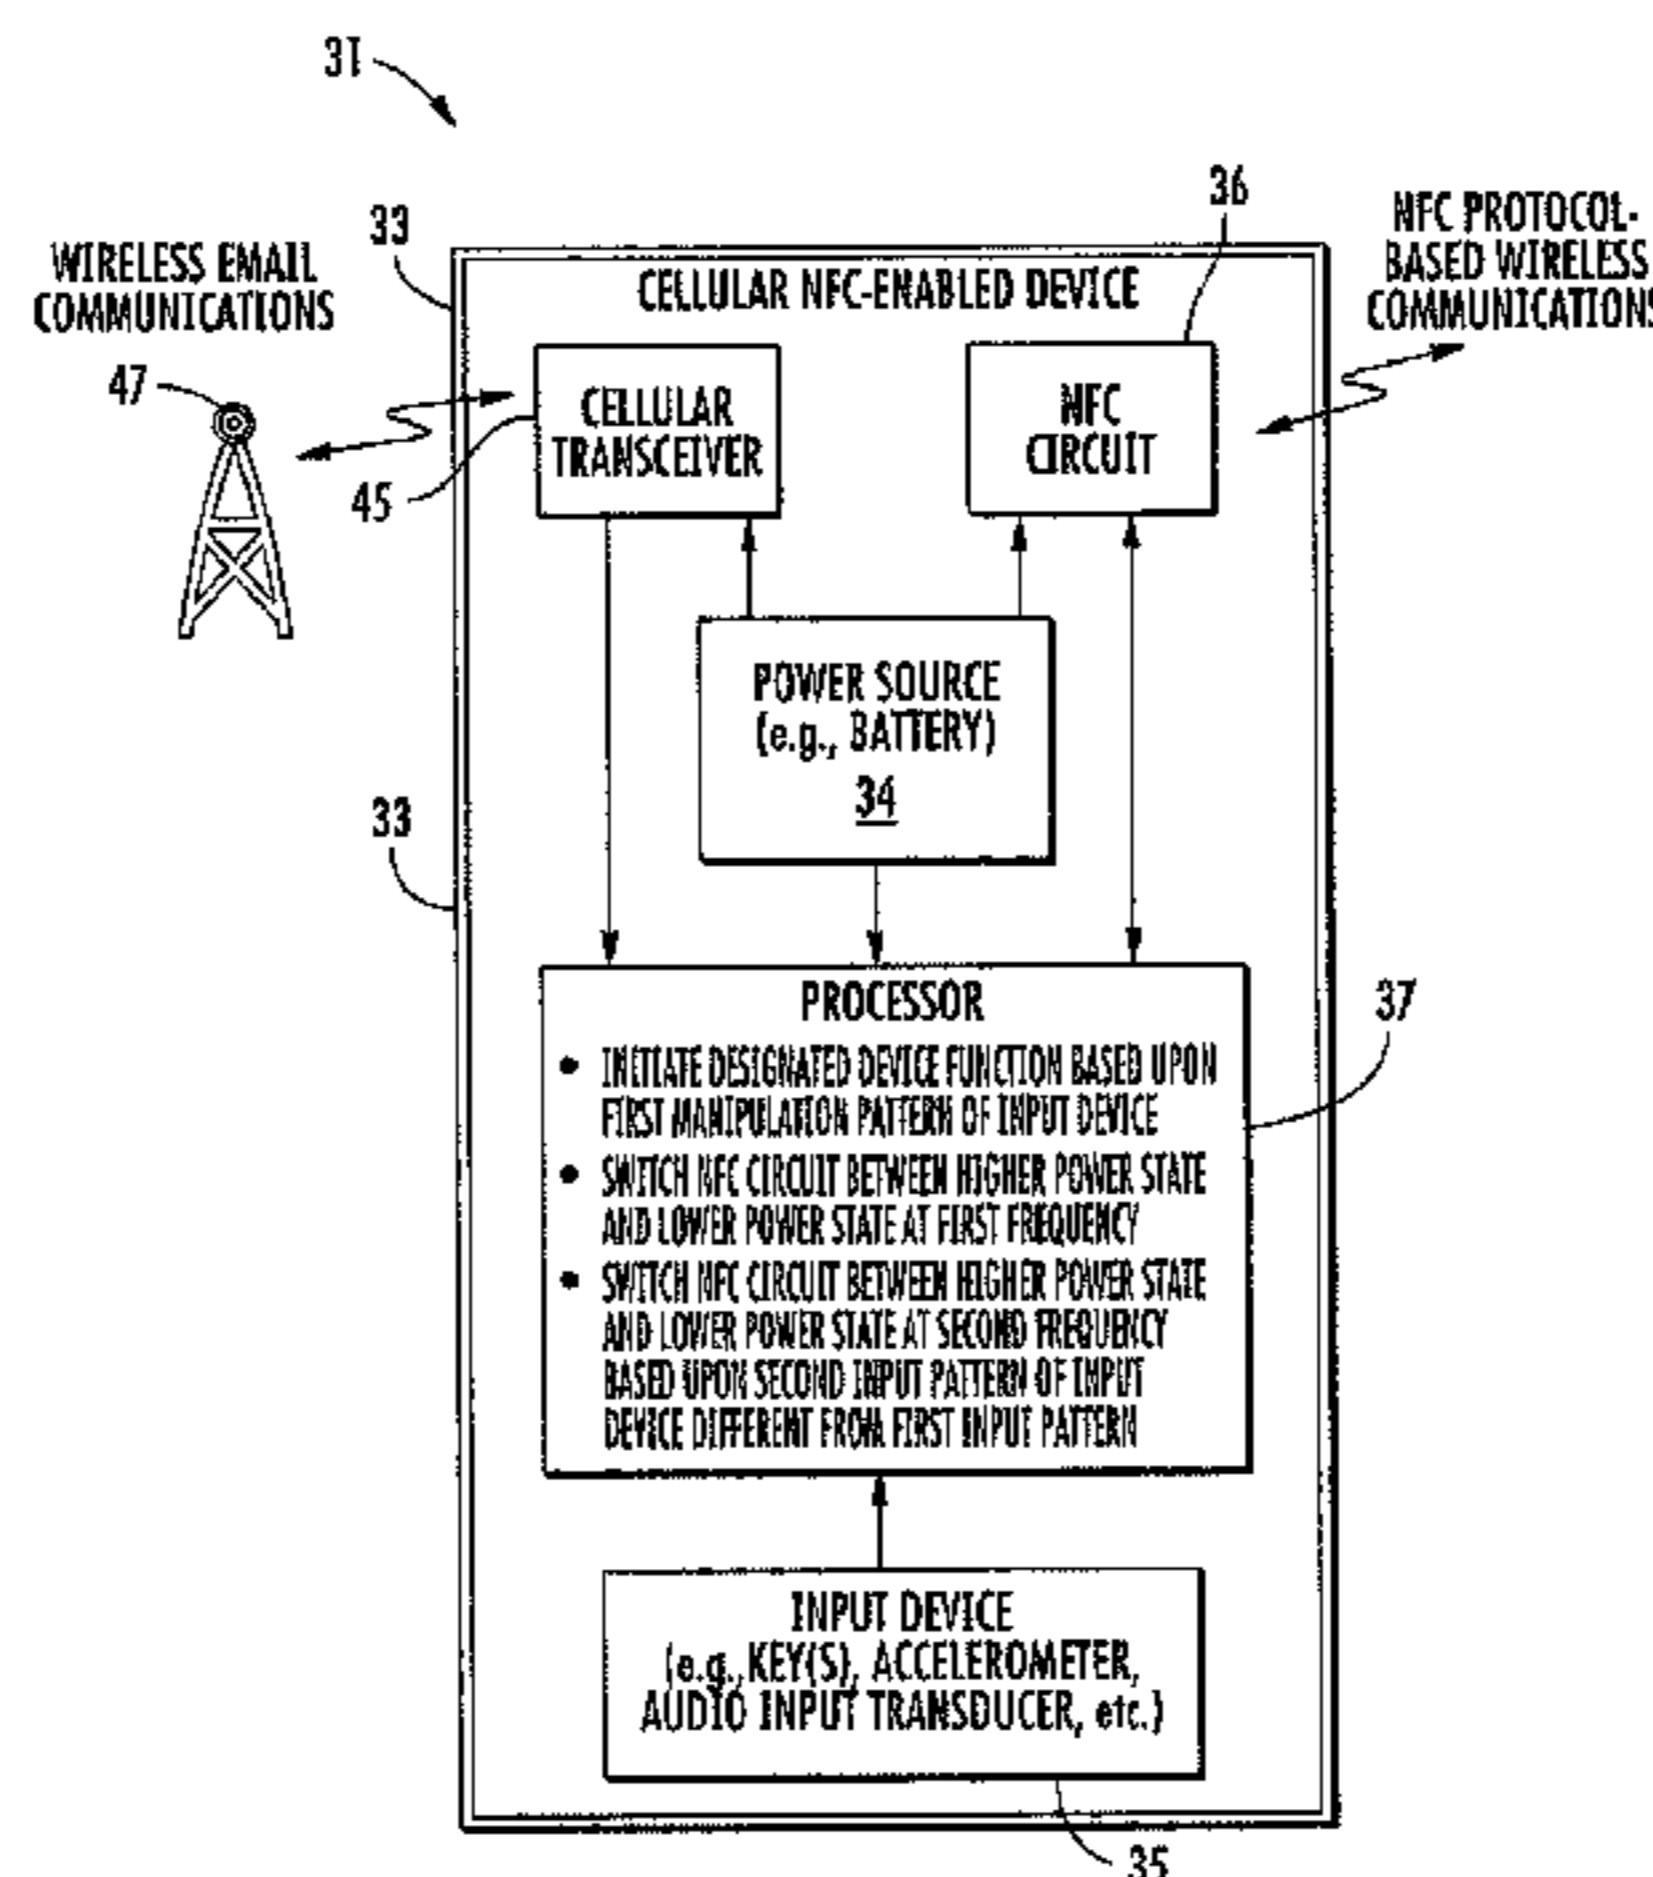 31
36
33
WIRELESS EMAIL
COMMUNICATIONS
NFC PROTOCOL-
BASED WIRELESS
COMMUNICATIONS
CELLULAR NFC-ENABLED DEVICE
47
CELLULAR
TRANSCEIVER
NFC
CIRCUIT
45
POWER SOURCE
(e.g., BATTERY)
34
33
37
PROCESSOR
● INITIATE DESIGNATED DEVICE FUNCTION BASED UPON
FIRST MANIPULATION PATTERN OF INPUT DEVICE
● SWITCH NFC CIRCUIT BETWEEN HIGHER POWER STATE
AND LOWER POWER STATE AT FIRST FREQUENCY
● SWITCH NFC CIRCUIT BETWEEN HIGHER POWER STATE
AND LOWER POWER STATE AT SECOND FREQUENCY
BASED UPON SECOND INPUT PATTERN OF INPUT
DEVICE DIFFERENT FROM FIRST INPUT PATTERN
INPUT DEVICE
(e.g.,KEY(S), ACCELEROMETER,
AUDIO INPUT TRANSDUCER, etc.)
35